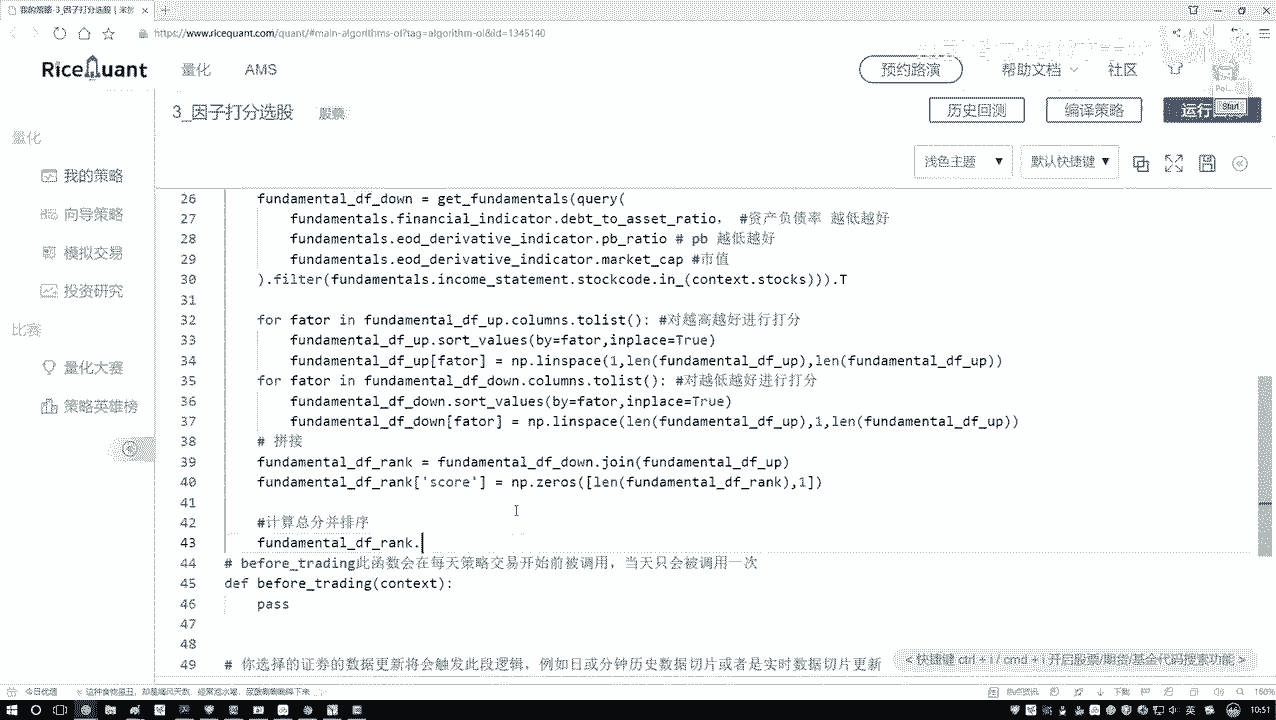 我的策略-3_因子打分选股
https://www.ricequant.com/quant/#main-algorithms-ol?tag=algorithm-ol&id=1345140
RiceQuant 量化 AMS 预约路演 帮助文档 社区
3_因子打分选股 历史回测 编译策略 运行 Start
浅色主题 默认快捷键
量化
我的策略
向导策略
模拟交易
投资研究
比赛
量化大赛
策略英雄榜
26 fundamental_df_down = get_fundamentals(query(
27 fundamentals.financial_indicator.debt_to_asset_ratio, #资产负债率 越低越好
28 fundamentals.eod_derivative_indicator.pb_ratio # pb 越低越好
29 fundamentals.eod_derivative_indicator.market_cap #市值
30 ).filter(fundamentals.income_statement.stockcode.in_(context.stocks))).T
31
32 for fator in fundamental_df_up.columns.tolist(): #对越高越好进行打分
33 fundamental_df_up.sort_values(by=fator,inplace=True)
34 fundamental_df_up[fator] = np.linspace(1,len(fundamental_df_up),len(fundamental_df_up))
35 for fator in fundamental_df_down.columns.tolist(): #对越低越好进行打分
36 fundamental_df_down.sort_values(by=fator,inplace=True)
37 fundamental_df_down[fator] = np.linspace(len(fundamental_df_up),1,len(fundamental_df_up))
38 # 拼接
39 fundamental_df_rank = fundamental_df_down.join(fundamental_df_up)
40 fundamental_df_rank['score'] = np.zeros([len(fundamental_df_rank),1])
41
42 #计算总分并排序
43 fundamental_df_rank.
44 # before_trading此函数会在每天策略交易开始前被调用，当天只会被调用一次
45 def before_trading(context):
46 pass
47
48
49 # 你选择的证券的数据更新将会触发此段逻辑，例如日或分钟历史数据切片或者是实时数据切片更新
< 快捷键 ctrl + i / cmd + i 开启股票/期货/基金代码搜索功能 >
今日优选 下载 160%
英 10:51